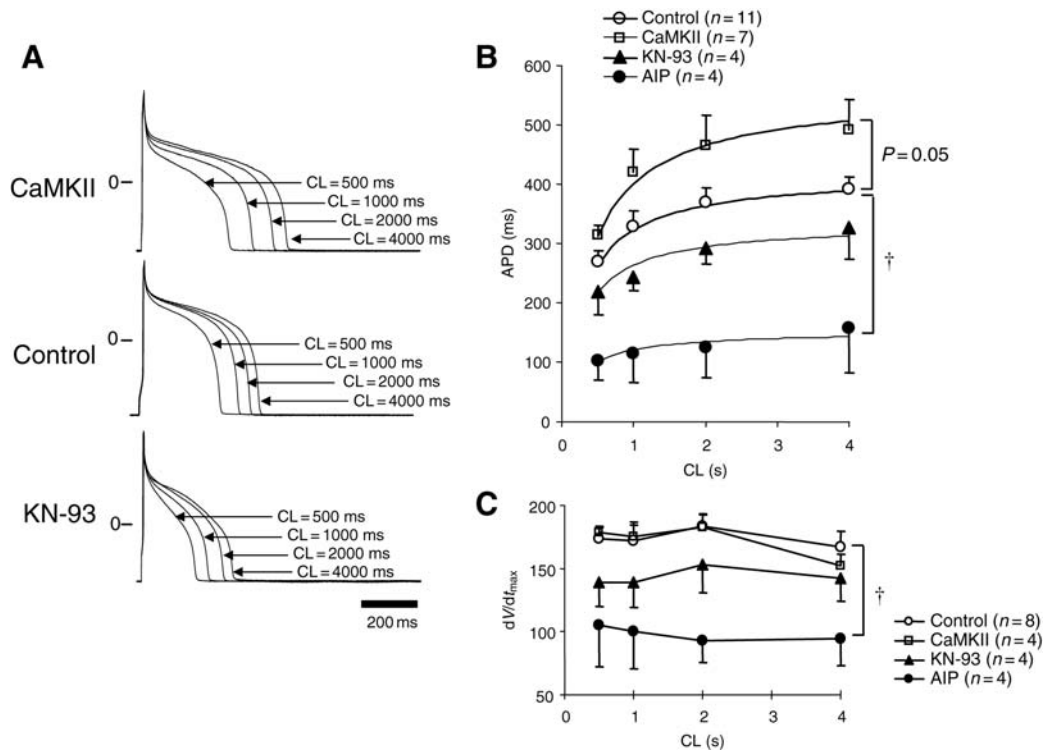 A
CaMKII
0
CL = 500 ms
CL = 1000 ms
CL = 2000 ms
CL = 4000 ms
Control
0
CL = 500 ms
CL = 1000 ms
CL = 2000 ms
CL = 4000 ms
KN-93
0
CL = 500 ms
CL = 1000 ms
CL = 2000 ms
CL = 4000 ms
200 ms
B
Control (n = 11)
CaMKII (n = 7)
KN-93 (n = 4)
AIP (n = 4)
600
500
400
300
200
100
0
APD (ms)
0 1 2 3 4
CL (s)
P = 0.05
†
C
200
150
100
50
dV/dtmax
0 1 2 3 4
CL (s)
†
Control (n = 8)
CaMKII (n = 4)
KN-93 (n = 4)
AIP (n = 4)